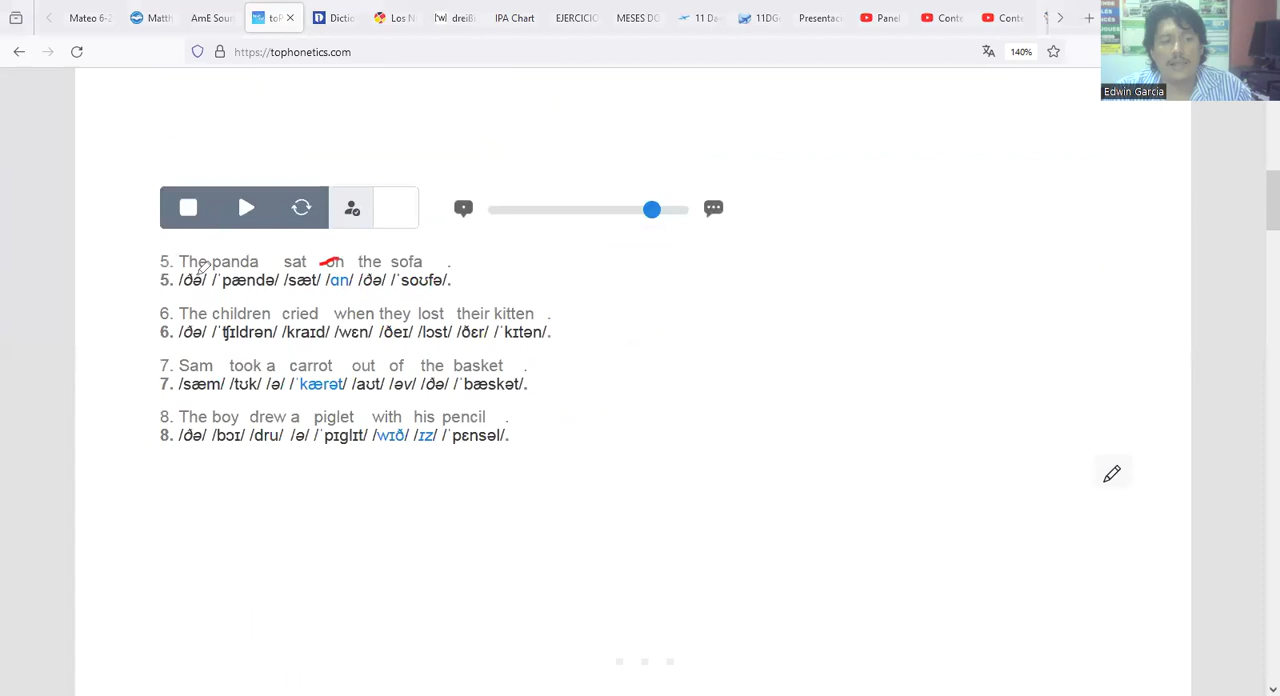 Mateo 6-2
Matth
AmE Soun
toP
Dictio
Los N
dreiß
IPA Chart
EJERCICIO
MESES DO
11 Da
11DG
Presentac
Panel
Conte
Conte
https://tophonetics.com
140%
Edwin Garcia
5. The panda sat on the sofa .
5. /ðə/ /ˈpændə/ /sæt/ /ɑn/ /ðə/ /ˈsoʊfə/.
6. The children cried when they lost their kitten .
6. /ðə/ /ˈʧɪldrən/ /kraɪd/ /wɛn/ /ðeɪ/ /lɔst/ /ðɛr/ /ˈkɪtən/.
7. Sam took a carrot out of the basket .
7. /sæm/ /tʊk/ /ə/ /ˈkærət/ /aʊt/ /əv/ /ðə/ /ˈbæskət/.
8. The boy drew a piglet with his pencil .
8. /ðə/ /bɔɪ/ /dru/ /ə/ /ˈpɪglɪt/ /wɪð/ /ɪz/ /ˈpɛnsəl/.